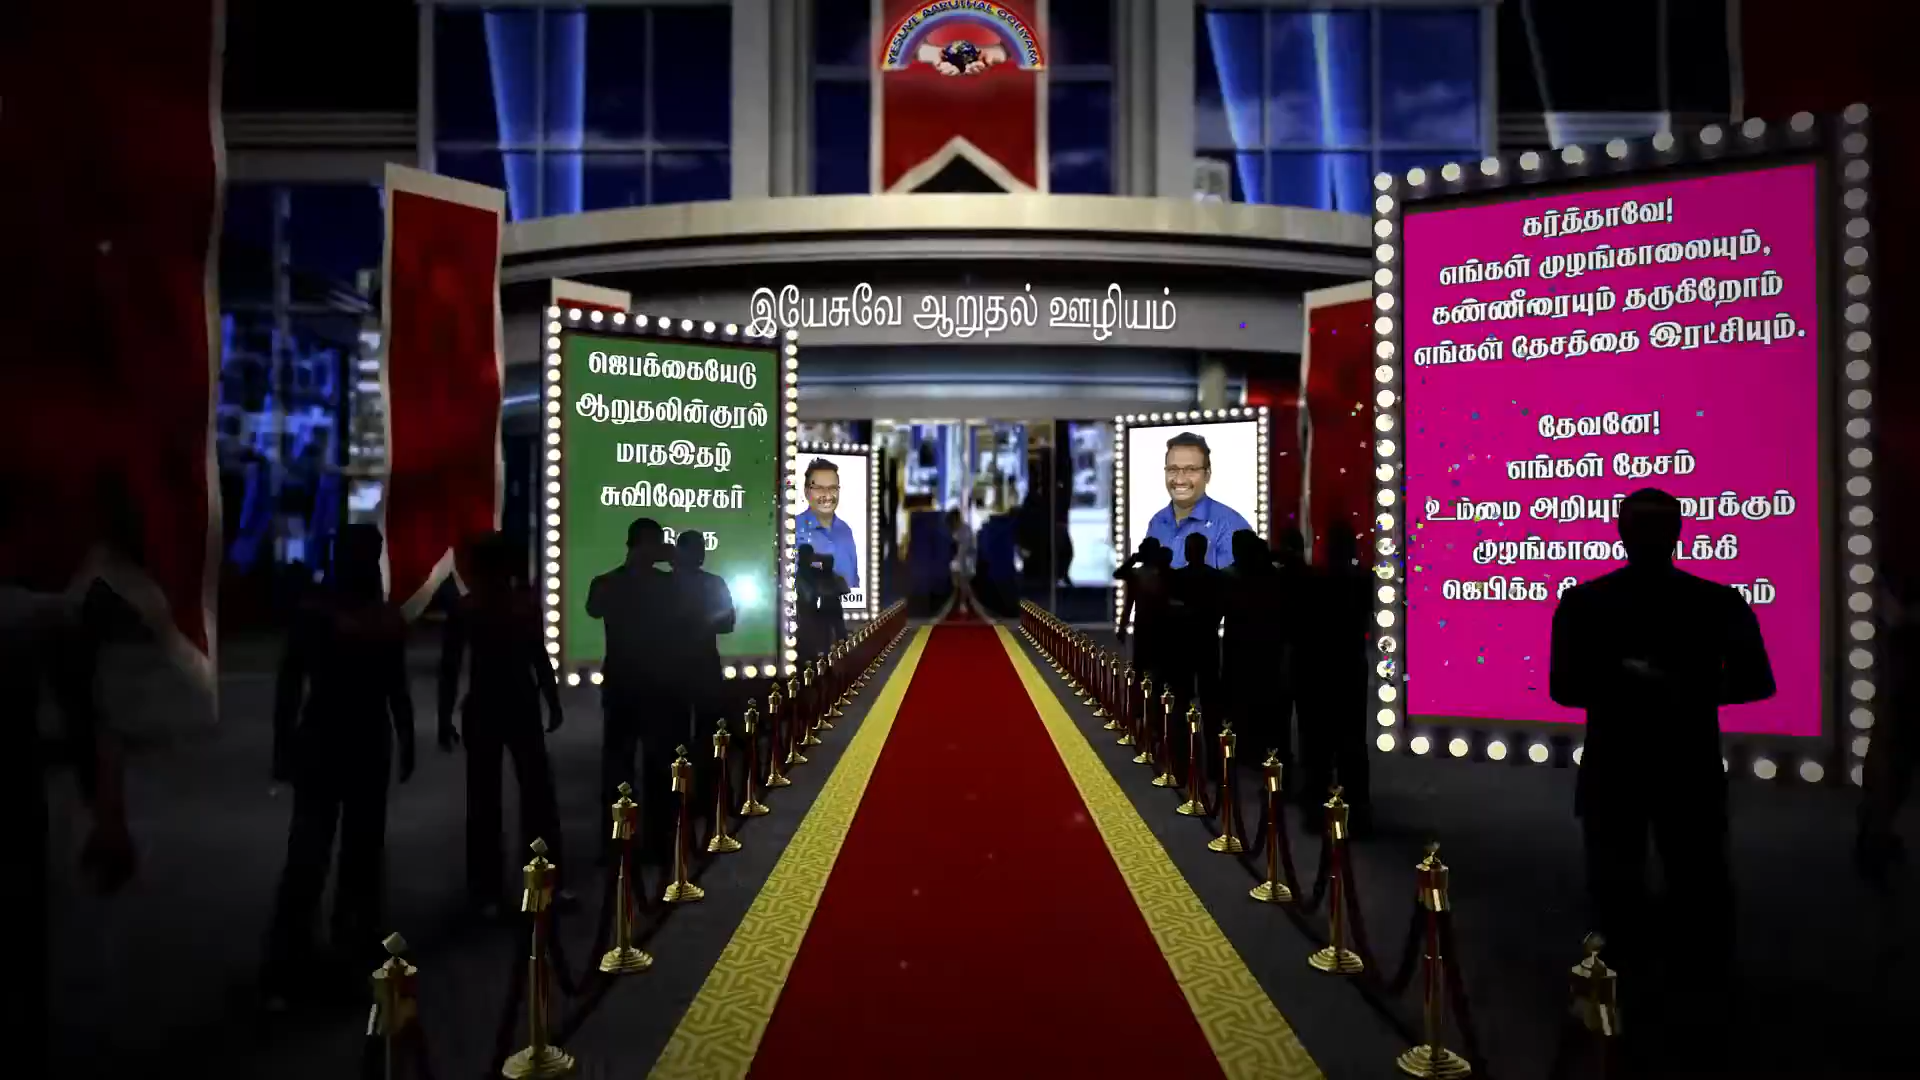 YESUVE AARUTHAL OOLIYAM
இயேசுவே ஆறுதல் ஊழியம்
ஜெபக்கையேடு
ஆறுதலின்குரல்
மாதஇதழ்
சுவிஷேசகர்
son
கர்த்தாவே!
எங்கள் முழங்காலையும்,
கண்ணீரையும் தருகிறோம்
எங்கள் தேசத்தை இரட்சியும்.
தேவனே!
எங்கள் தேசம்
உம்மை அறியும்
ஜெபிக்க